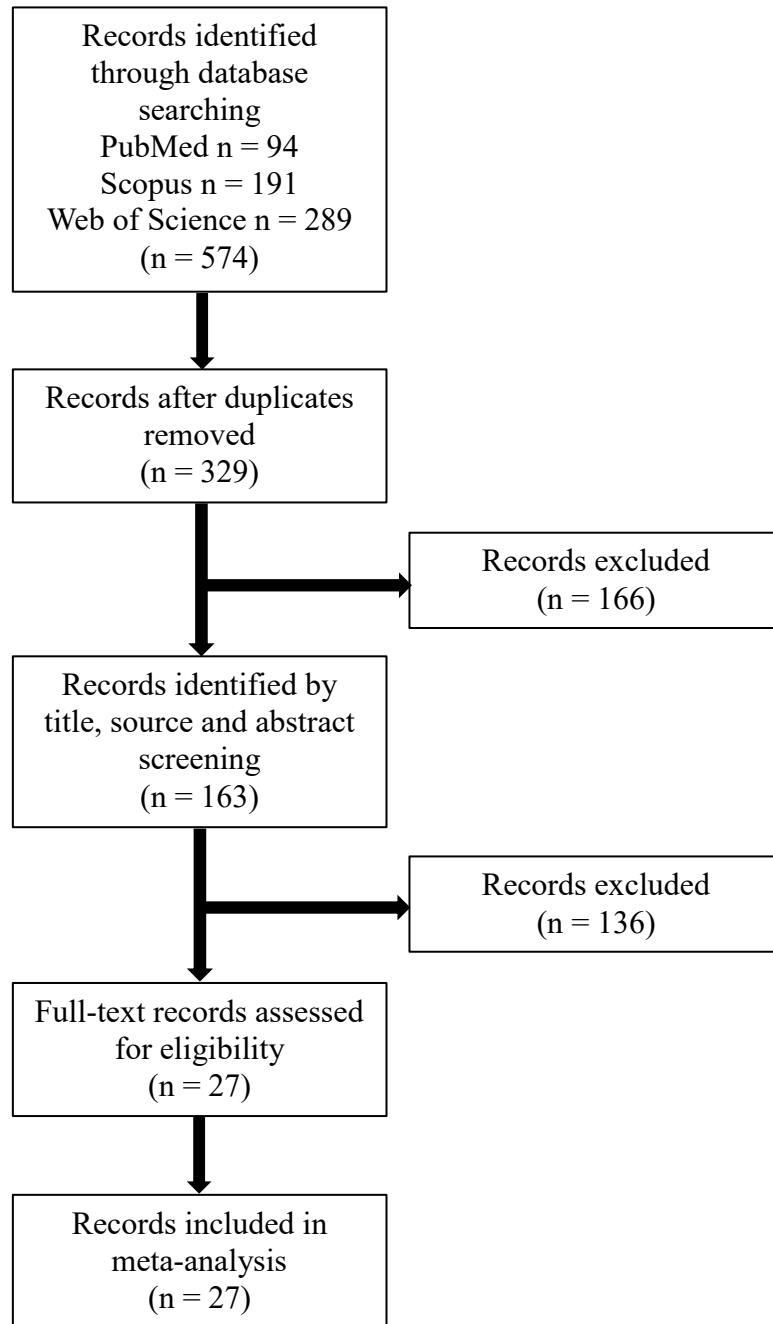 Records identified
through database
searching
PubMed n = 94
Scopus n = 191
Web of Science n = 289
(n = 574)
Records after duplicates
removed
(n = 329)
Records excluded
(n = 166)
Records identified by
title, source and abstract
screening
(n = 163)
Records excluded
(n = 136)
Full-text records assessed
for eligibility
(n = 27)
Records included in
meta-analysis
(n = 27)